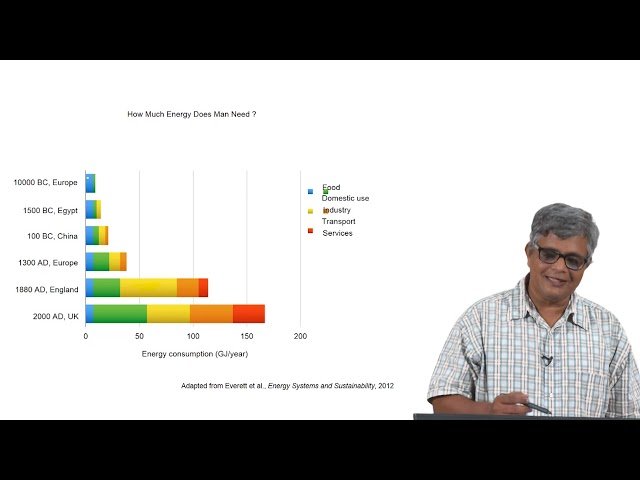 How Much Energy Does Man Need ?
10000 BC, Europe
1500 BC, Egypt
100 BC, China
1300 AD, Europe
1880 AD, England
2000 AD, UK
0
50
100
150
200
Energy consumption (GJ/year)
Food
Domestic use
Industry
Transport
Services
Adapted from Everett et al., Energy Systems and Sustainability, 2012